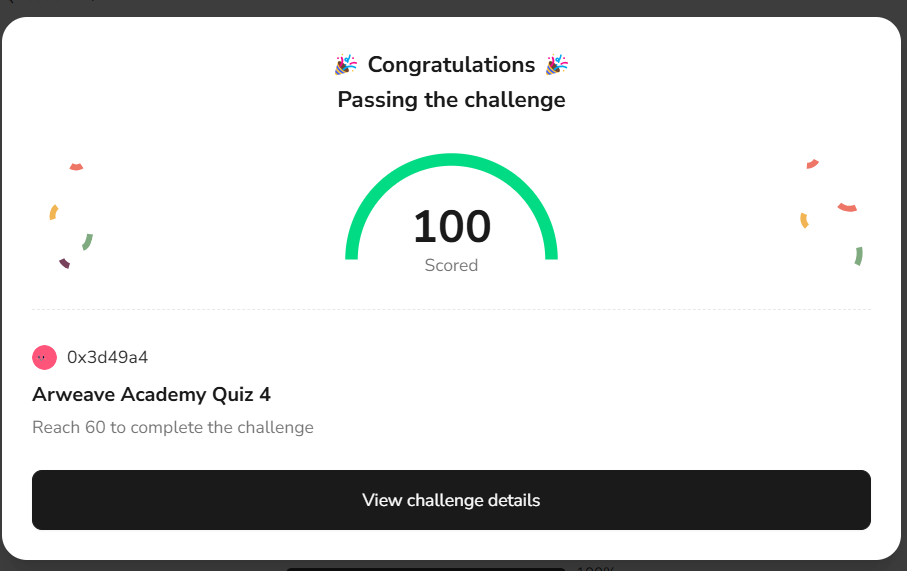 🎉 Congratulations 🎉
Passing the challenge
100
Scored
0x3d49a4
Arweave Academy Quiz 4
Reach 60 to complete the challenge
View challenge details